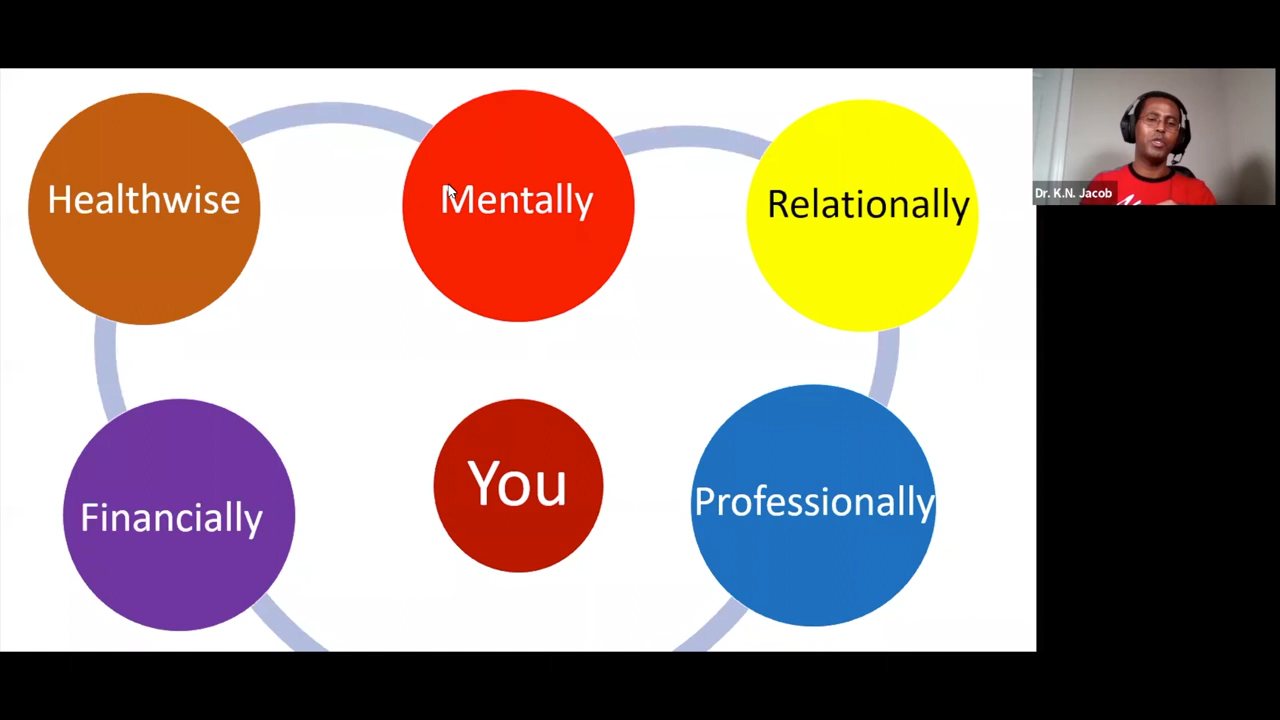 Healthwise
Mentally
Relationally
Dr. K.N. Jacob
Financially
You
Professionally